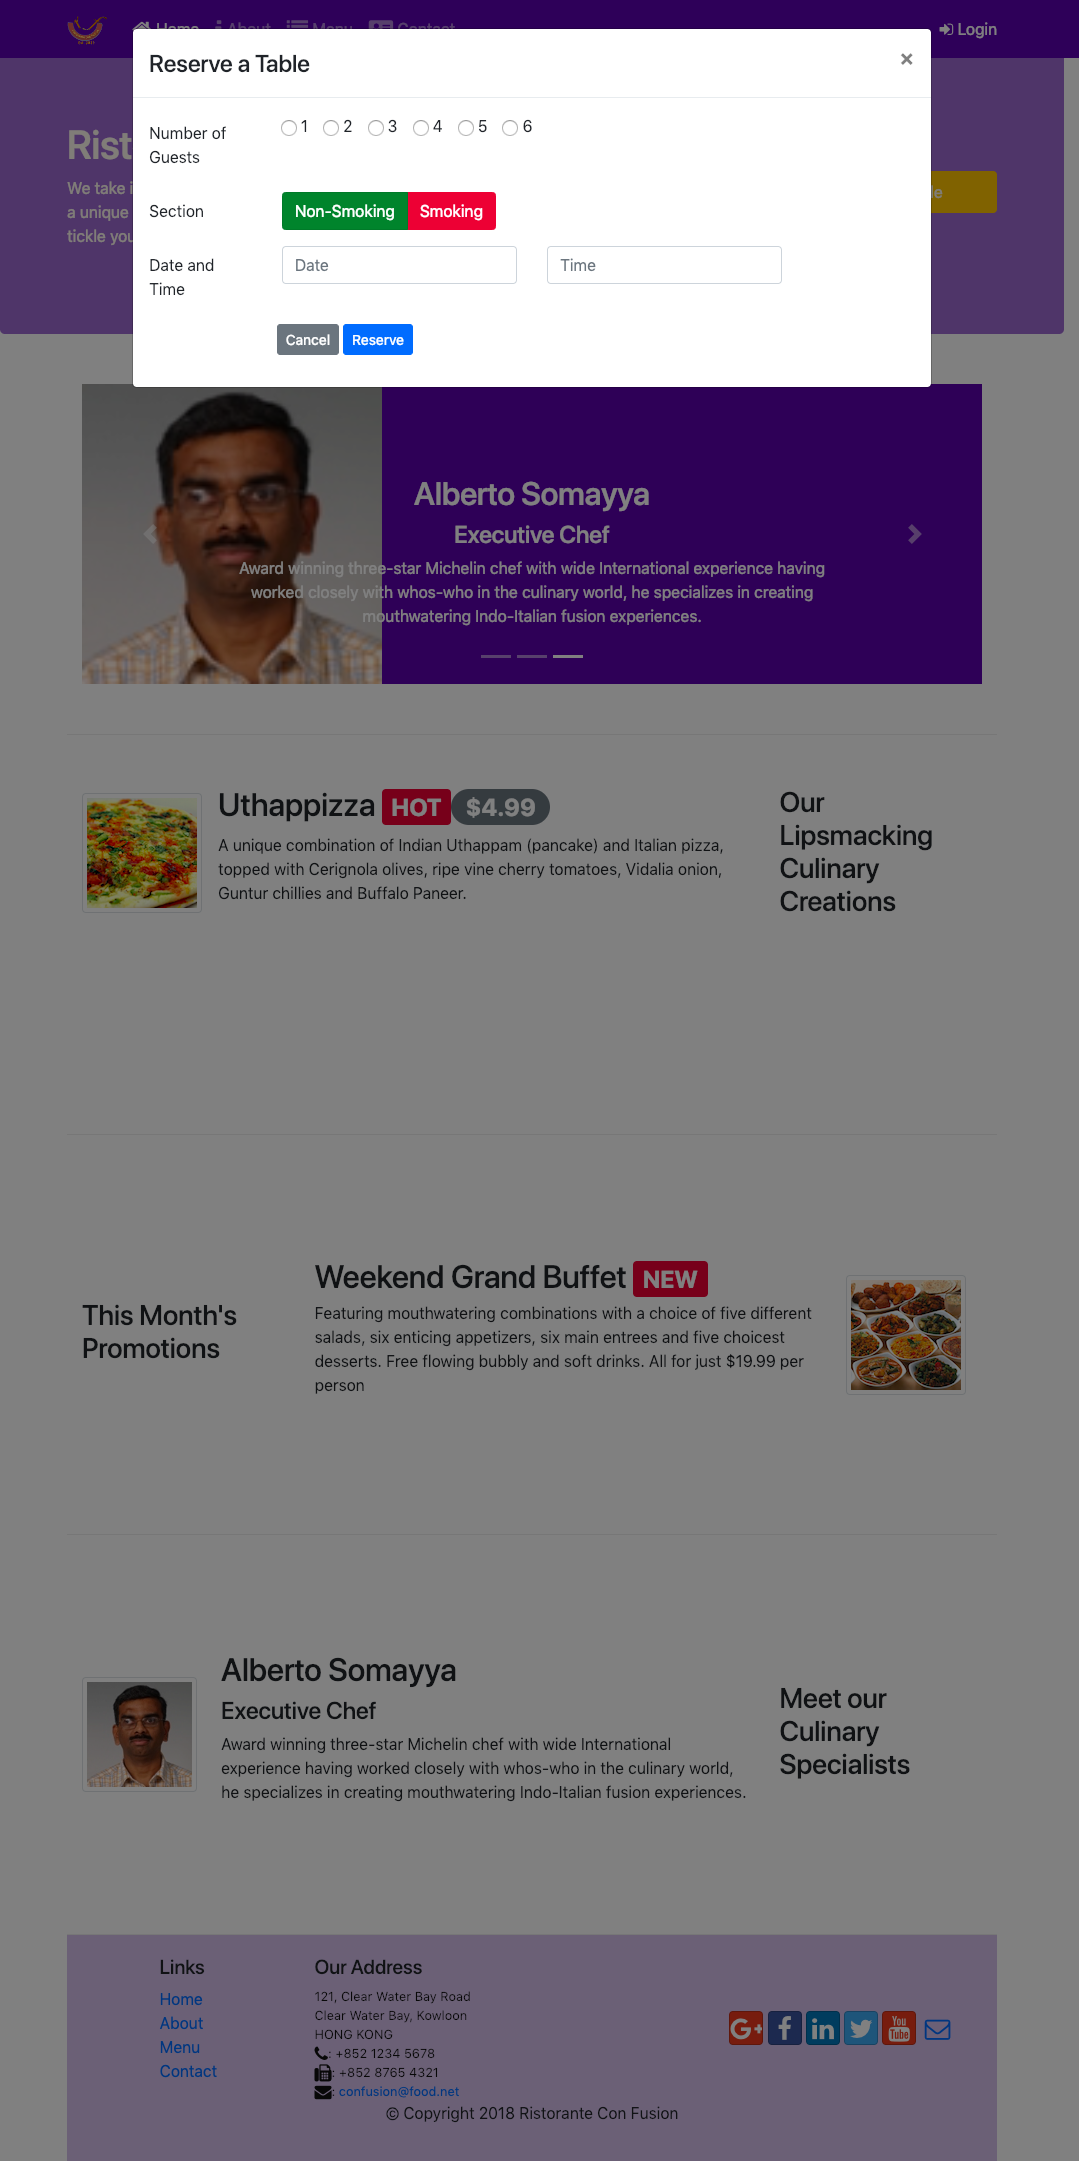 Home
About
Menu
Contact
Login
Reserve a Table
×
Number of
Guests
1 2 3 4 5 6
Section
Non-Smoking Smoking
Date and
Time
Date
Time
Cancel Reserve
Rist
We take i
a unique
tickle you
le
Alberto Somayya
Executive Chef
Award winning three-star Michelin chef with wide International experience having
worked closely with whos-who in the culinary world, he specializes in creating
mouthwatering Indo-Italian fusion experiences.
Uthappizza HOT $4.99
A unique combination of Indian Uthappam (pancake) and Italian pizza,
topped with Cerignola olives, ripe vine cherry tomatoes, Vidalia onion,
Guntur chillies and Buffalo Paneer.
Our
Lipsmacking
Culinary
Creations
This Month's
Promotions
Weekend Grand Buffet NEW
Featuring mouthwatering combinations with a choice of five different
salads, six enticing appetizers, six main entrees and five choicest
desserts. Free flowing bubbly and soft drinks. All for just $19.99 per
person
Alberto Somayya
Executive Chef
Award winning three-star Michelin chef with wide International
experience having worked closely with whos-who in the culinary world,
he specializes in creating mouthwatering Indo-Italian fusion experiences.
Meet our
Culinary
Specialists
Links
Home
About
Menu
Contact
Our Address
121, Clear Water Bay Road
Clear Water Bay, Kowloon
HONG KONG
: +852 1234 5678
: +852 8765 4321
: confusion@food.net
You
Tube
© Copyright 2018 Ristorante Con Fusion